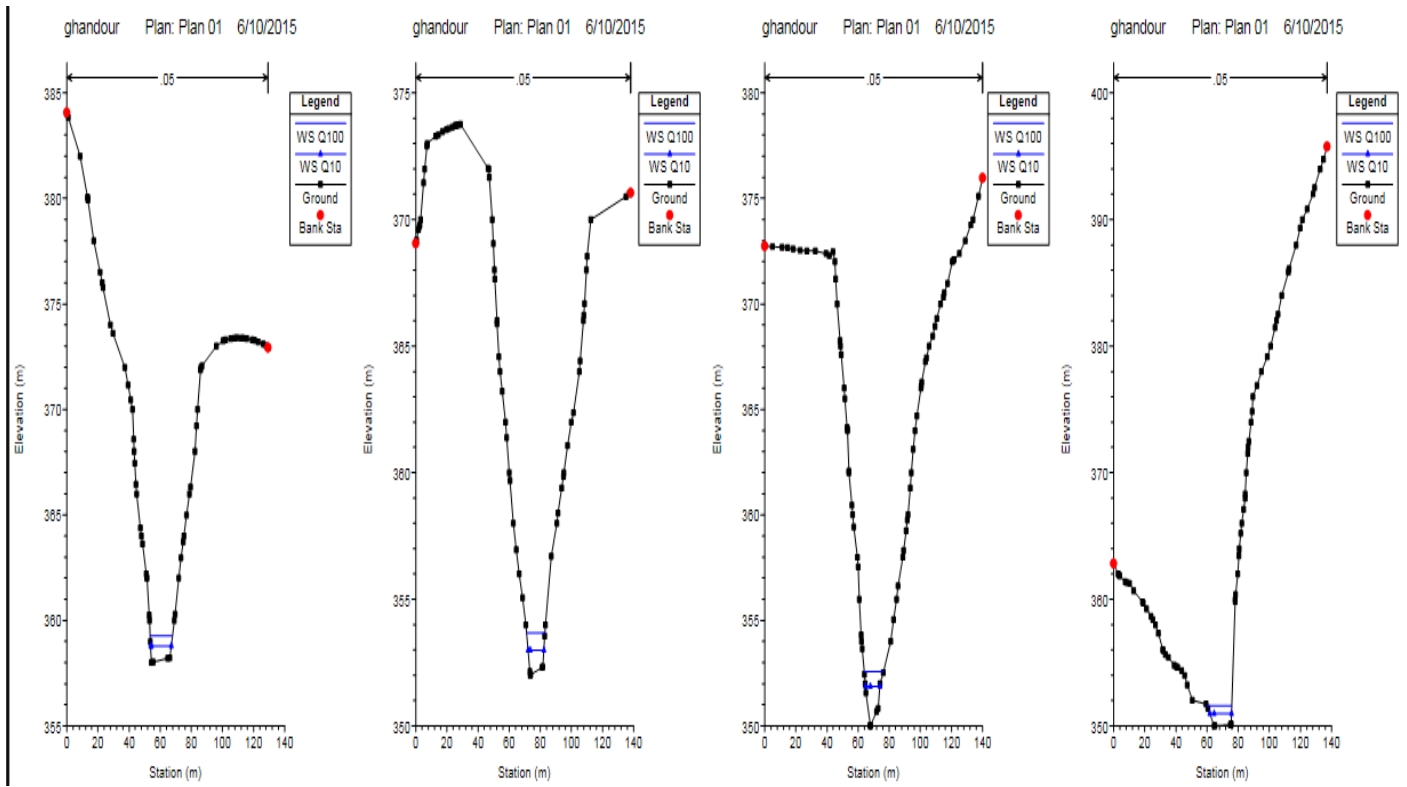 ghandour Plan: Plan 01 6/10/2015
.05
Legend
WS Q100
WS Q10
Ground
Bank Sta
Elevation (m)
385
380
375
370
365
360
355
0 20 40 60 80 100 120 140
Station (m)
ghandour Plan: Plan 01 6/10/2015
.05
Legend
WS Q100
WS Q10
Ground
Bank Sta
Elevation (m)
375
370
365
360
355
350
0 20 40 60 80 100 120 140
Station (m)
ghandour Plan: Plan 01 6/10/2015
.05
Legend
WS Q100
WS Q10
Ground
Bank Sta
Elevation (m)
380
375
370
365
360
355
350
0 20 40 60 80 100 120 140
Station (m)
ghandour Plan: Plan 01 6/10/2015
.05
Legend
WS Q100
WS Q10
Ground
Bank Sta
Elevation (m)
400
390
380
370
360
350
0 20 40 60 80 100 120 140
Station (m)